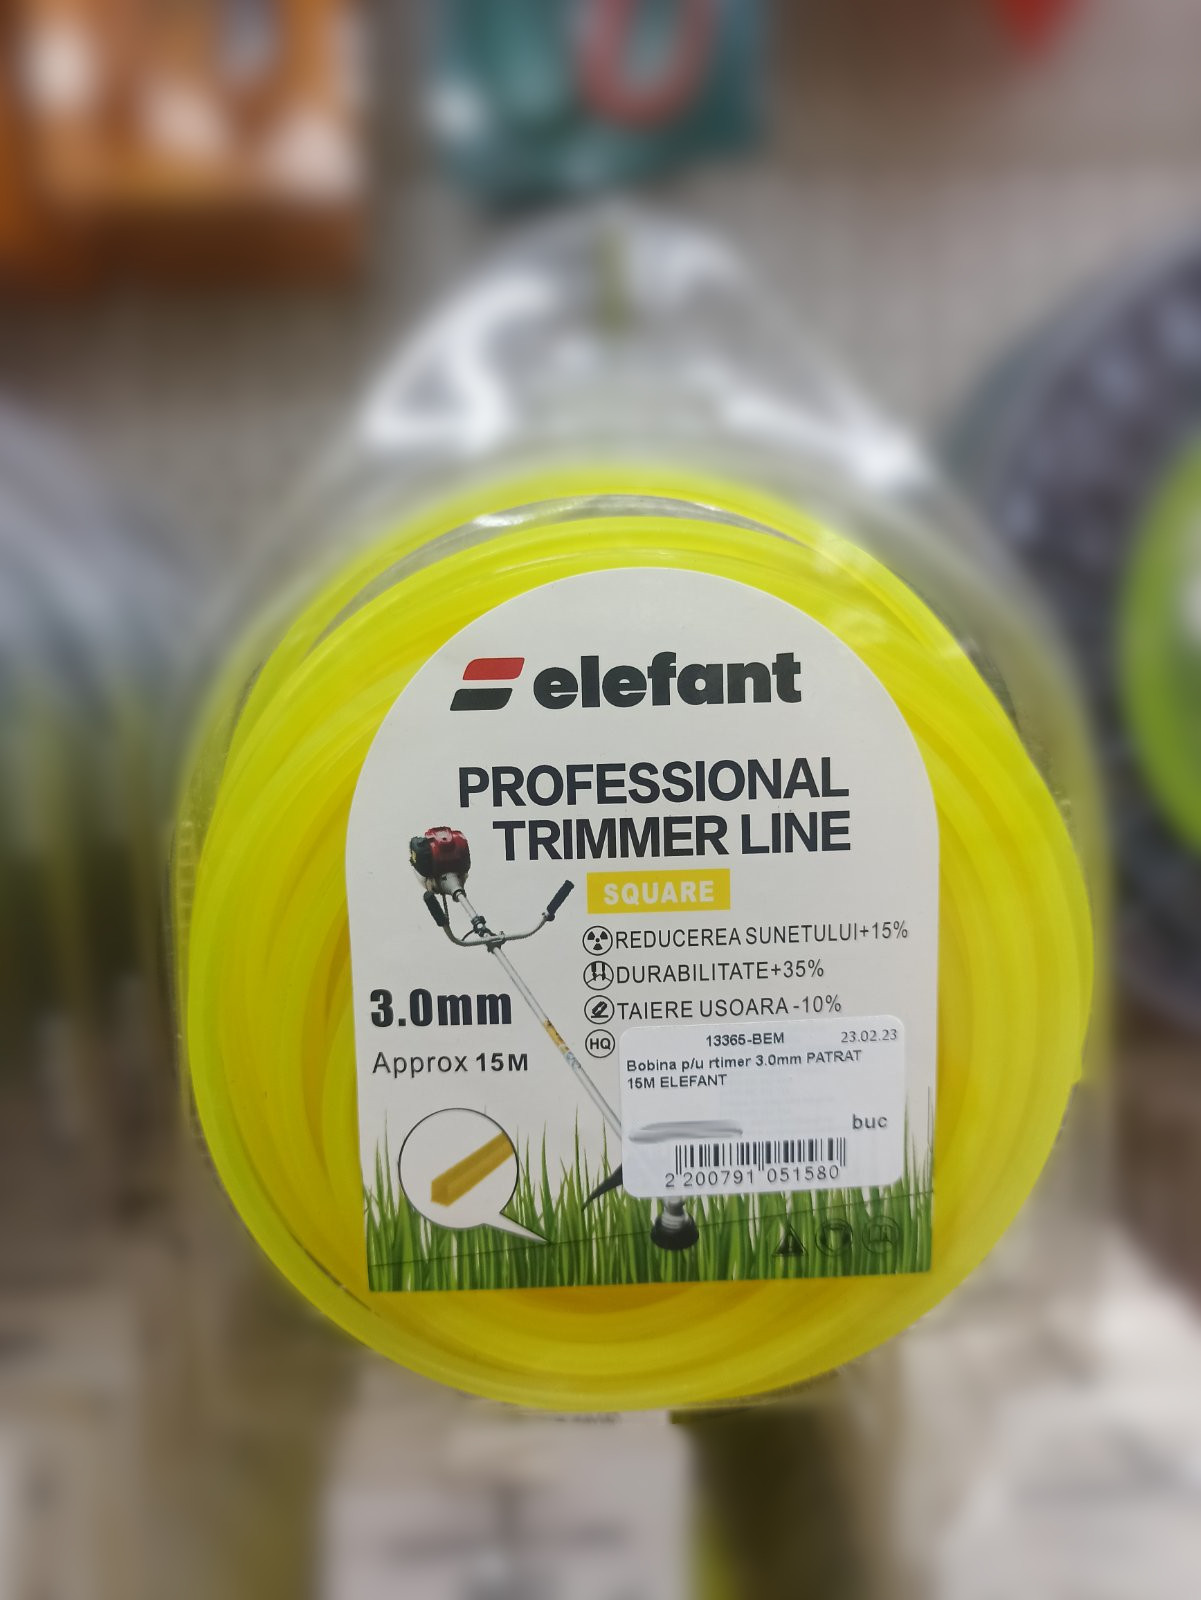 elefant
PROFESSIONAL
TRIMMER LINE
SQUARE
REDUCEREA SUNETULUI+15%
DURABILITATE+35%
TAIERE USOARA -10%
HQ
3.0mm
Approx 15M
13365-BEM 23.02.23
Bobina p/u rtimer 3.0mm PATRAT
15M ELEFANT
buc
2 200791 051580